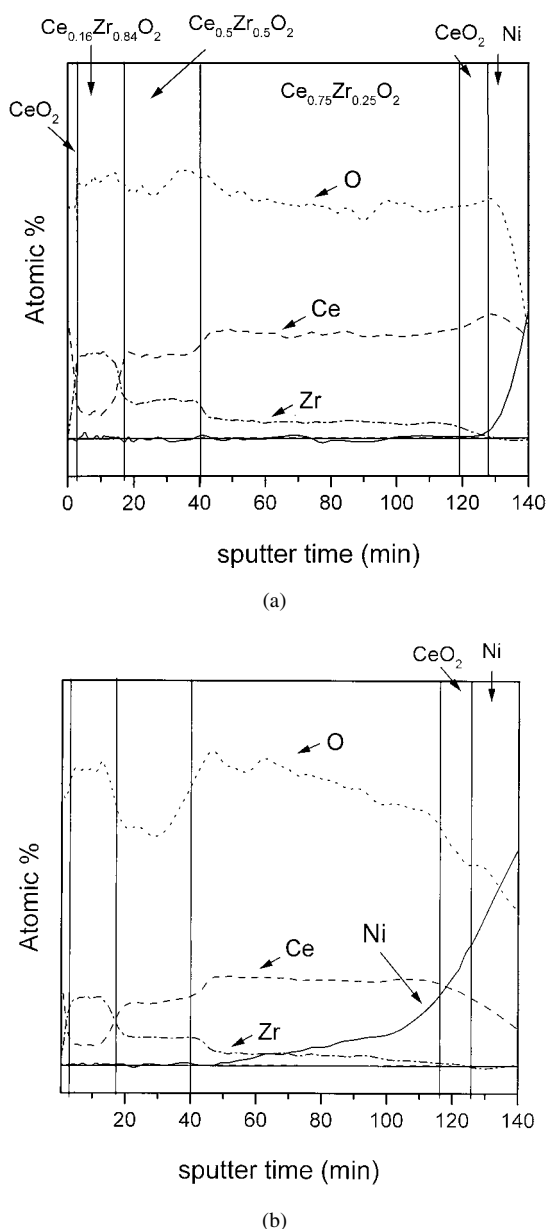 Ce0.16Zr0.84O2
Ce0.5Zr0.5O2
CeO2
Ni
CeO2
Ce0.75Zr0.25O2
O
Ce
Zr
Atomic %
0 20 40 60 80 100 120 140
sputter time (min)
(a)
CeO2
Ni
O
Ce
Ni
Zr
Atomic %
20 40 60 80 100 120 140
sputter time (min)
(b)